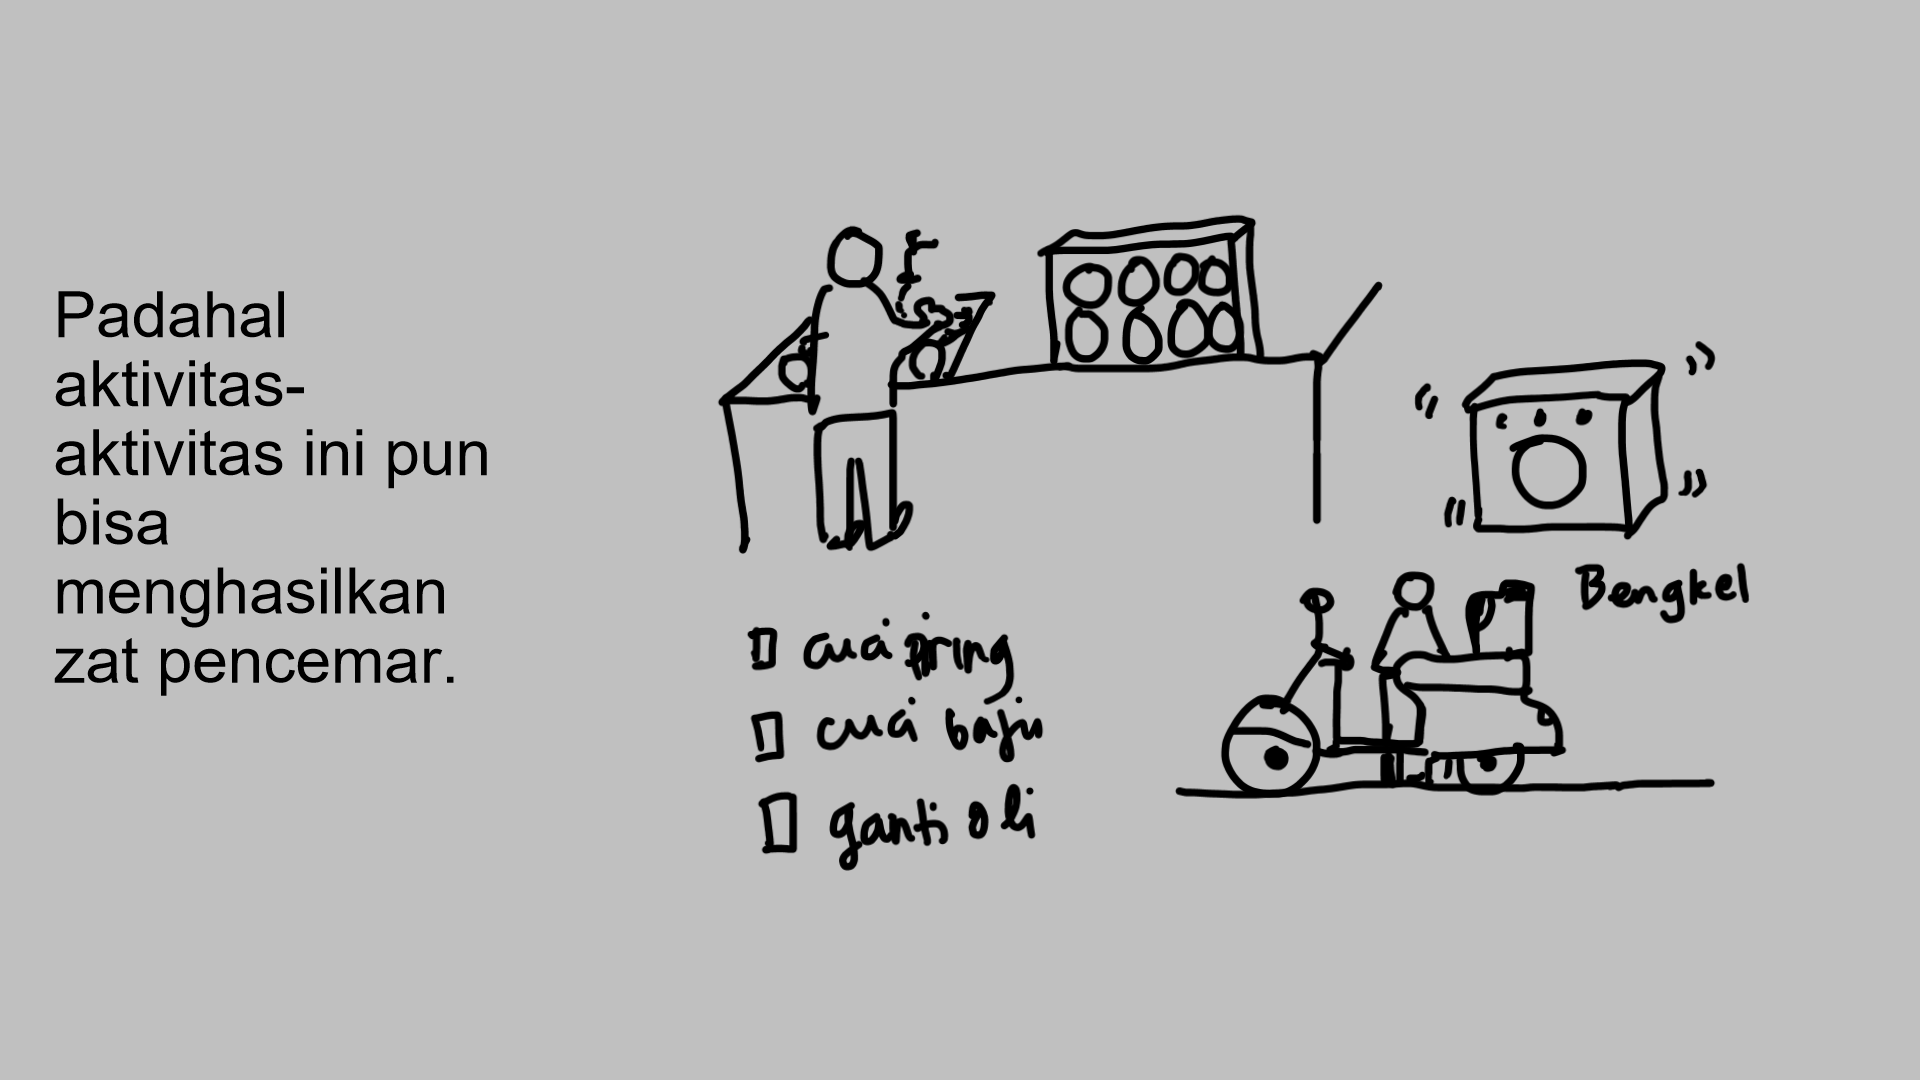 Padahal
aktivitas-
aktivitas ini pun
bisa
menghasilkan
zat pencemar.
Bengkel
cuci piring
cuci baju
ganti oli